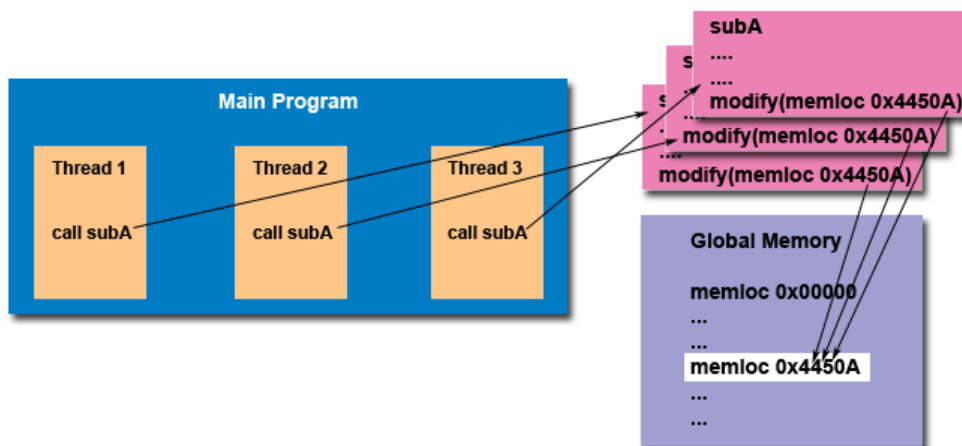 Main Program
Thread 1
call subA
Thread 2
call subA
Thread 3
call subA
subA
....
....
modify(memloc 0x4450A)
s
..
....
modify(memloc 0x4450A)
s
.
....
modify(memloc 0x4450A)
Global Memory
memloc 0x00000
...
...
memloc 0x4450A
...
...